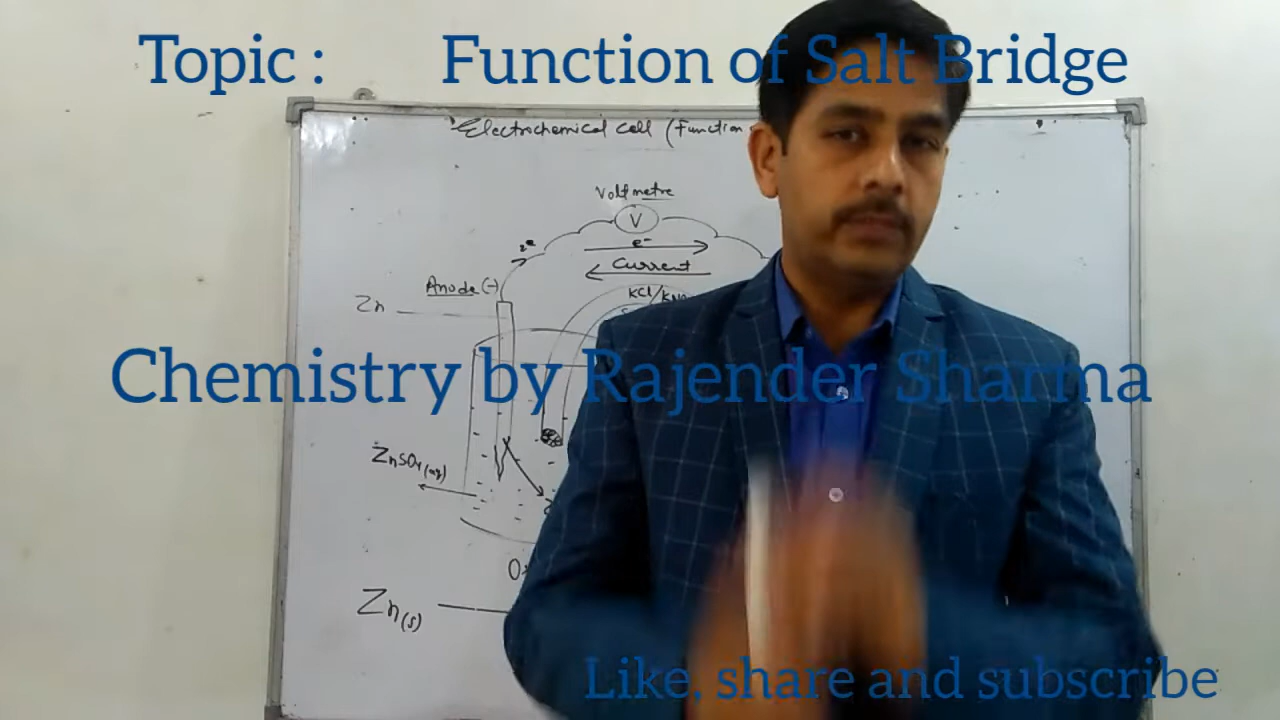 Topic : Function of Salt Bridge
Electrochemical cell (Function
Voltmetre
V
e⁻
Current
Anode (-)
Zn
KCl/KNO
Chemistry by Rajender Sharma
ZnSO₄(aq)
Zn(s)
Like, share and subscribe